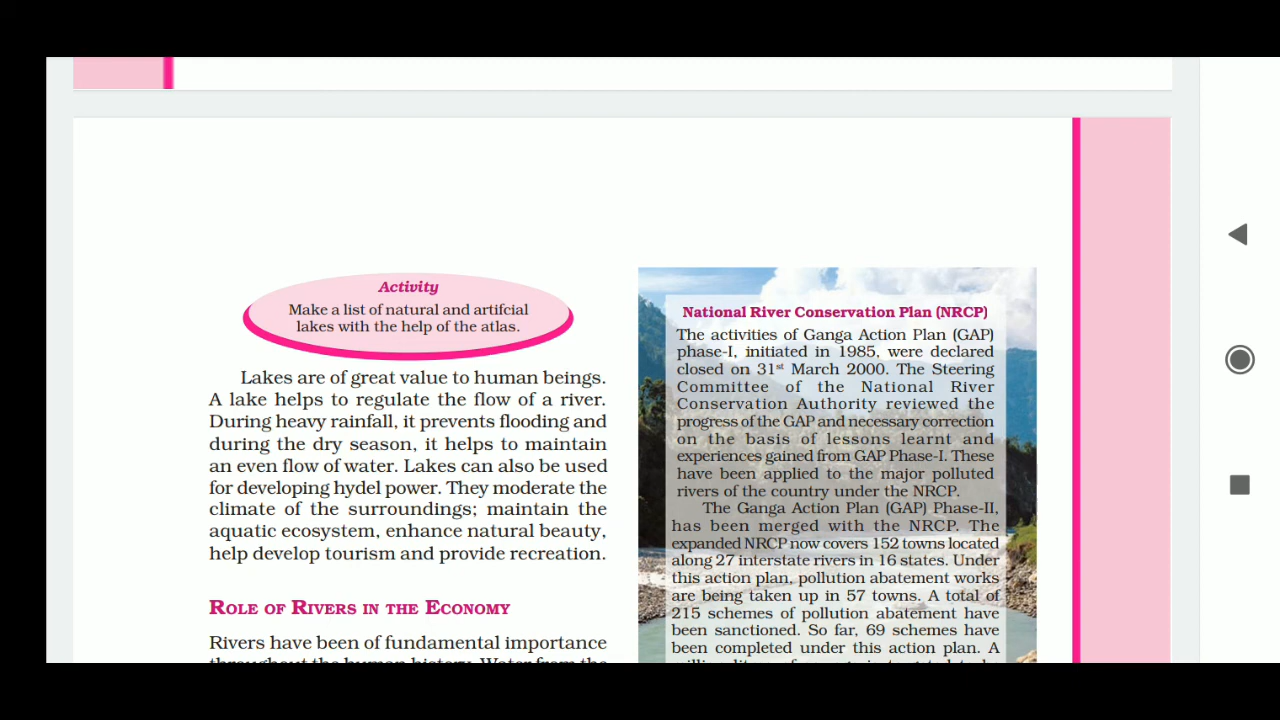 Activity
Make a list of natural and artifcial
lakes with the help of the atlas.
Lakes are of great value to human beings.
A lake helps to regulate the flow of a river.
During heavy rainfall, it prevents flooding and
during the dry season, it helps to maintain
an even flow of water. Lakes can also be used
for developing hydel power. They moderate the
climate of the surroundings; maintain the
aquatic ecosystem, enhance natural beauty,
help develop tourism and provide recreation.
ROLE OF RIVERS IN THE ECONOMY
Rivers have been of fundamental importance
throughout the human history. Water from the
National River Conservation Plan (NRCP)
The activities of Ganga Action Plan (GAP)
phase-I, initiated in 1985, were declared
closed on 31st March 2000. The Steering
Committee of the National River
Conservation Authority reviewed the
progress of the GAP and necessary correction
on the basis of lessons learnt and
experiences gained from GAP Phase-I. These
have been applied to the major polluted
rivers of the country under the NRCP.
The Ganga Action Plan (GAP) Phase-II,
has been merged with the NRCP. The
expanded NRCP now covers 152 towns located
along 27 interstate rivers in 16 states. Under
this action plan, pollution abatement works
are being taken up in 57 towns. A total of
215 schemes of pollution abatement have
been sanctioned. So far, 69 schemes have
been completed under this action plan. A